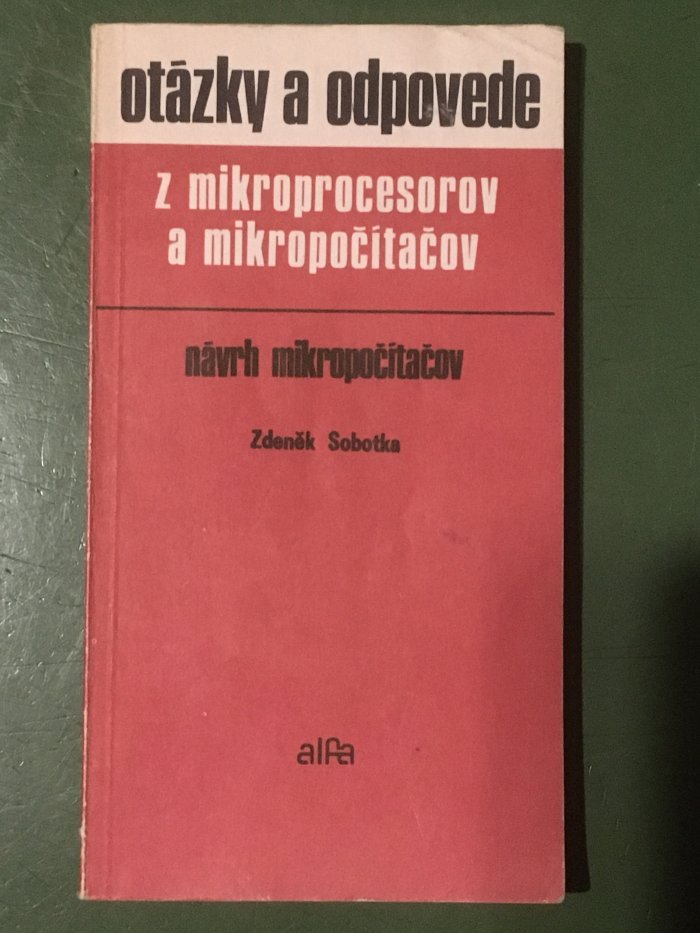 otázky a odpovede
z mikroprocesorov
a mikropočítačov
návrh mikropočítačov
Zdeněk Sobotka
alfa